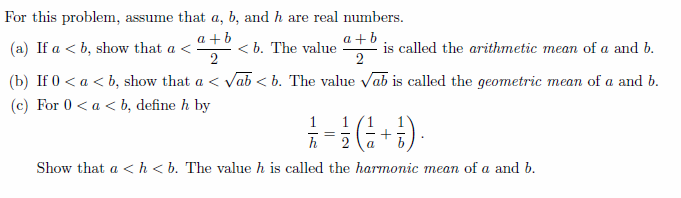 For this problem, assume that a, b, and h are real numbers.
(a) If a < b, show that a < \frac{a+b}{2} < b. The value \frac{a+b}{2} is called the arithmetic mean of a and b.
(b) If 0 < a < b, show that a < \sqrt{ab} < b. The value \sqrt{ab} is called the geometric mean of a and b.
(c) For 0 < a < b, define h by
\frac{1}{h} = \frac{1}{2} \left( \frac{1}{a} + \frac{1}{b} \right).
Show that a < h < b. The value h is called the harmonic mean of a and b.